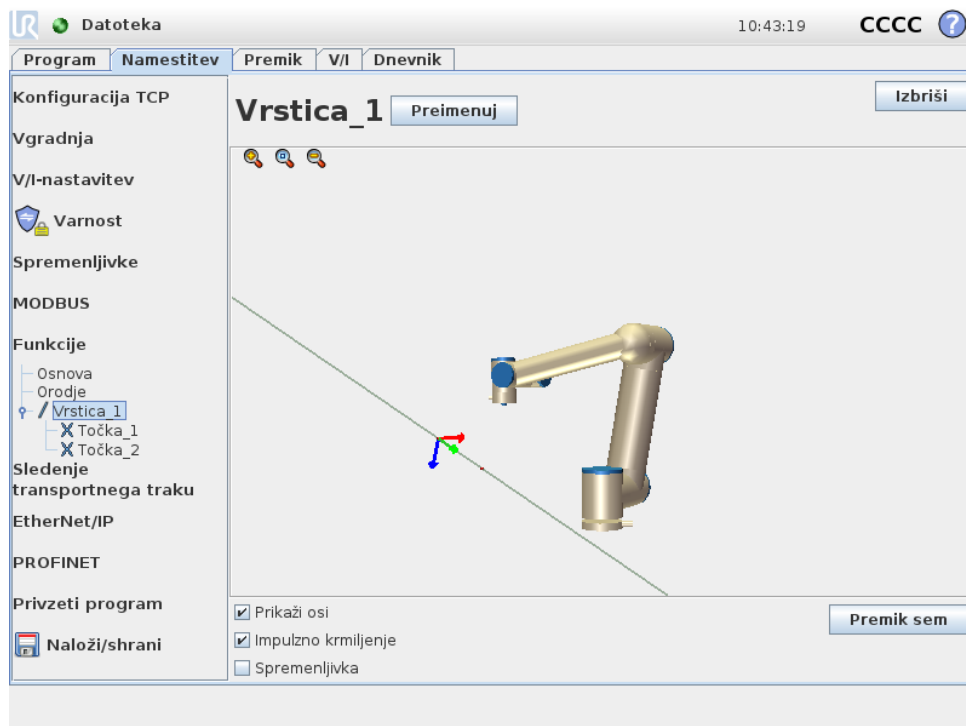 UR Datoteka 10:43:19 CCCC ?
Program Namestitev Premik V/I Dnevnik
Konfiguracija TCP
Vgradnja
V/I-nastavitev
Varnost
Spremenljivke
MODBUS
Funkcije
Osnova
Orodje
Vrstica_1
Točka_1
Točka_2
Sledenje
transportnega traku
EtherNet/IP
PROFINET
Privzeti program
Naloži/shrani
Vrstica_1 Preimenuj Izbriši
Prikaži osi
Impulzno krmiljenje
Spremenljivka
Premik sem